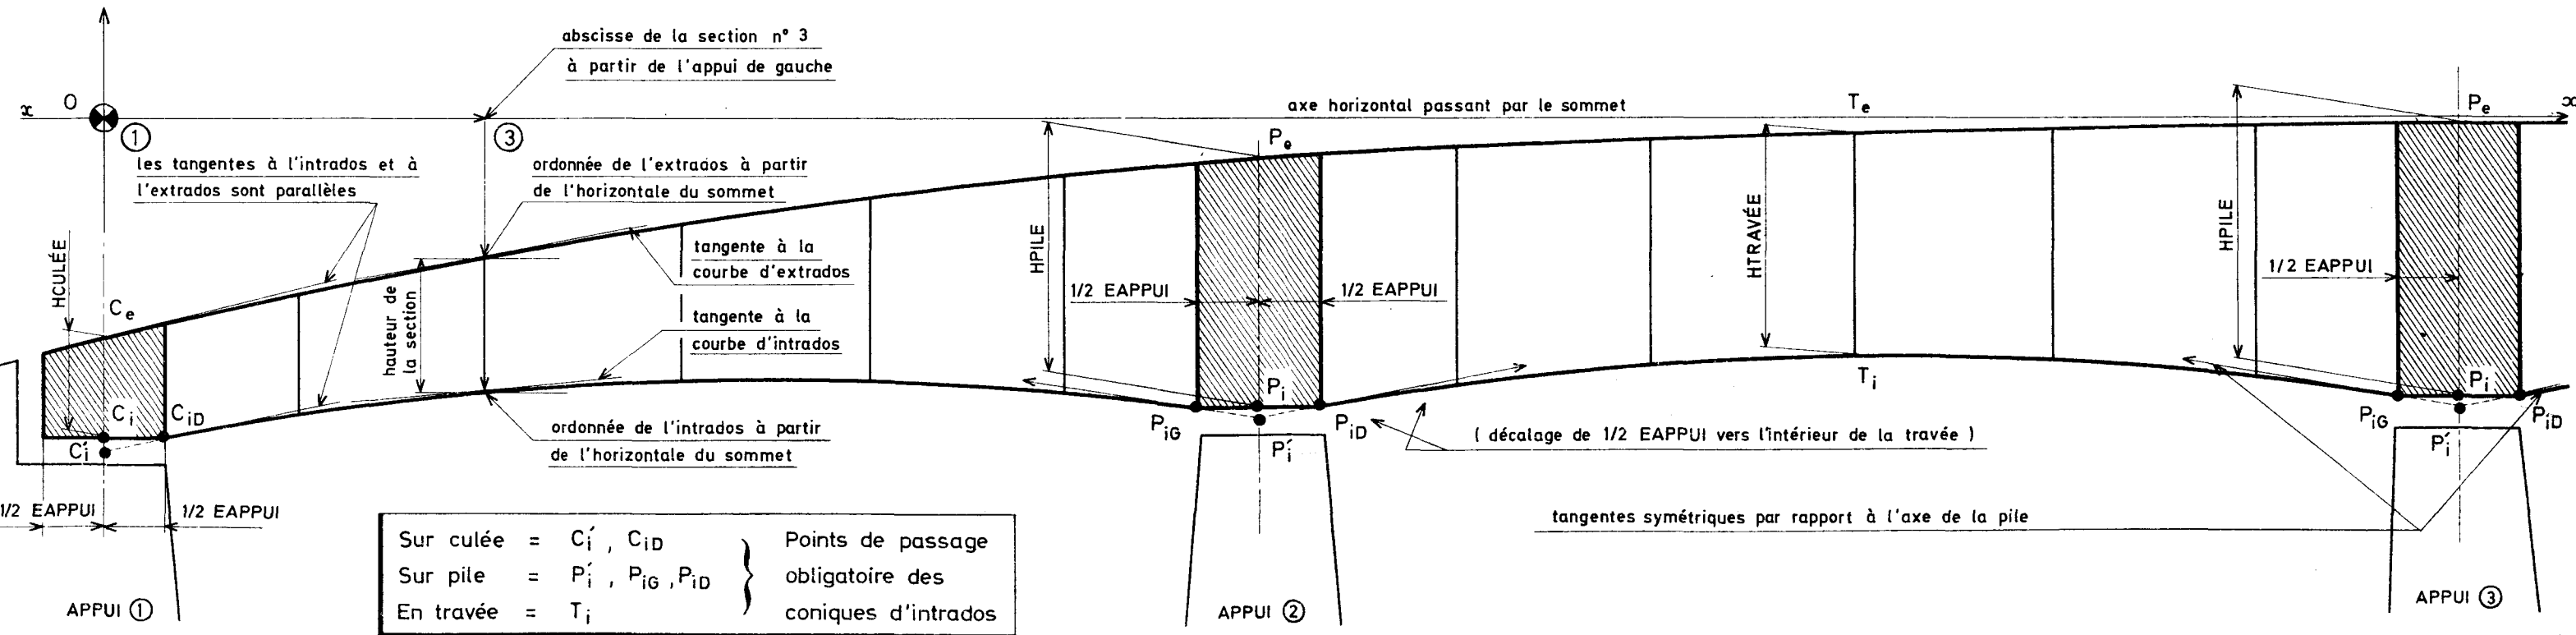 abscisse de la section n° 3
à partir de l'appui de gauche
x
O
①
③
axe horizontal passant par le sommet
Te
Pe
x
les tangentes à l'intrados et à
l'extrados sont parallèles
ordonnée de l'extrados à partir
de l'horizontale du sommet
Pe
HCULÉE
Ce
tangente à la
courbe d'extrados
hauteur de
la section
HPILE
1/2 EAPPUI
1/2 EAPPUI
HTRAVÉE
HPILE
1/2 EAPPUI
tangente à la
courbe d'intrados
Ci
CiD
C'i
Pi
PiG
PiD
P'i
Ti
Pi
PiG
PiD
P'i
ordonnée de l'intrados à partir
de l'horizontale du sommet
( décalage de 1/2 EAPPUI vers l'intérieur de la travée )
1/2 EAPPUI
1/2 EAPPUI
tangentes symétriques par rapport à l'axe de la pile
Sur culée = C'i , CiD } Points de passage
Sur pile = P'i , PiG , PiD } obligatoire des
En travée = Ti } coniques d'intrados
APPUI ①
APPUI ②
APPUI ③